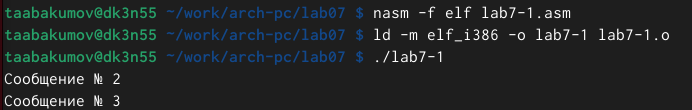 taabakumov@dk3n55 ~/work/arch-pc/lab07 $ nasm -f elf lab7-1.asm
taabakumov@dk3n55 ~/work/arch-pc/lab07 $ ld -m elf_i386 -o lab7-1 lab7-1.o
taabakumov@dk3n55 ~/work/arch-pc/lab07 $ ./lab7-1
Сообщение № 2
Сообщение № 3